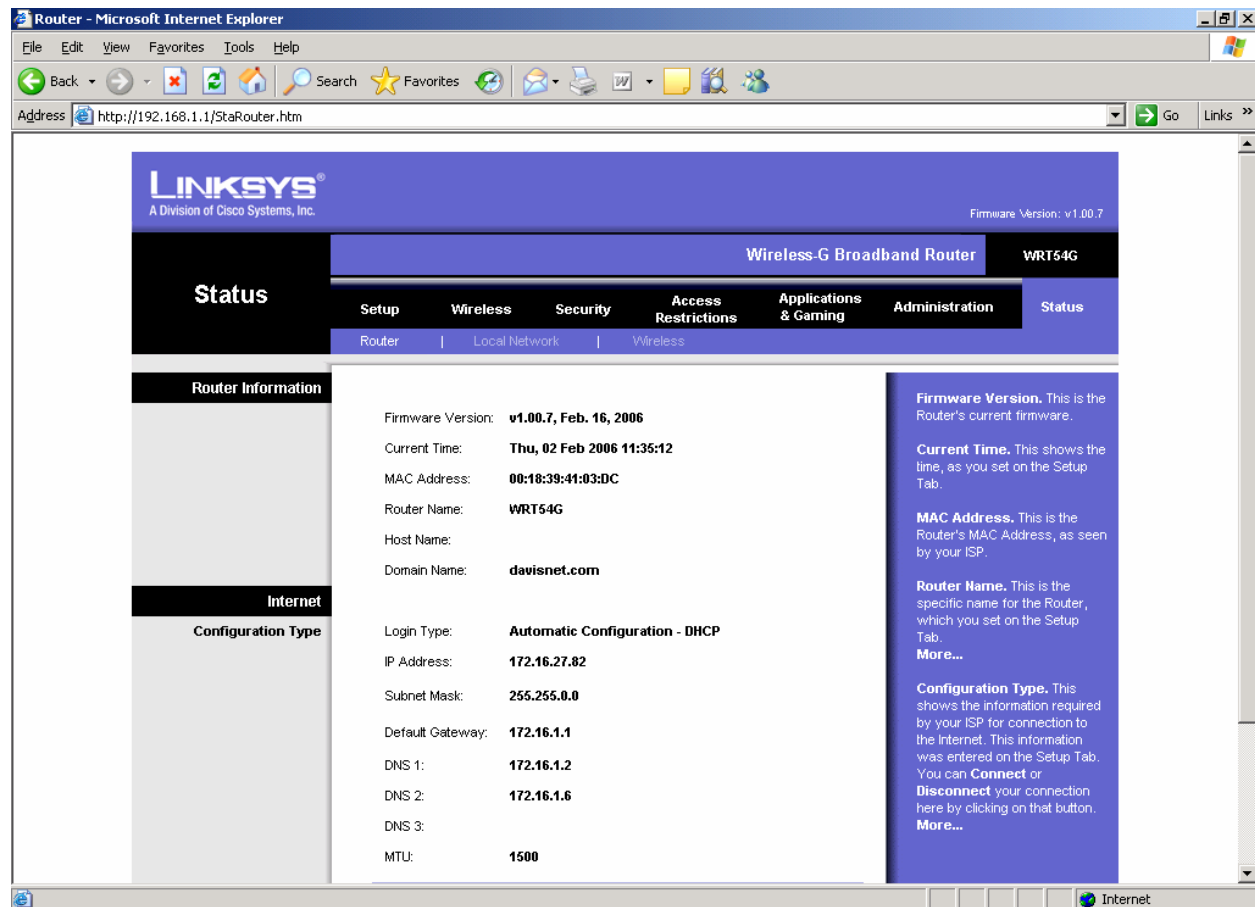 Router - Microsoft Internet Explorer
File Edit View Favorites Tools Help
Back Search Favorites
Address http://192.168.1.1/StaRouter.htm Go Links »
LINKSYS®
A Division of Cisco Systems, Inc.
Firmware Version: v1.00.7
Wireless-G Broadband Router WRT54G
Status
Setup Wireless Security Access Restrictions Applications & Gaming Administration Status
Router | Local Network | Wireless
Router Information
Firmware Version: v1.00.7, Feb. 16, 2006
Current Time: Thu, 02 Feb 2006 11:35:12
MAC Address: 00:18:39:41:03:DC
Router Name: WRT54G
Host Name:
Domain Name: davisnet.com
Internet
Configuration Type
Login Type: Automatic Configuration - DHCP
IP Address: 172.16.27.82
Subnet Mask: 255.255.0.0
Default Gateway: 172.16.1.1
DNS 1: 172.16.1.2
DNS 2: 172.16.1.6
DNS 3:
MTU: 1500
Firmware Version. This is the
Router's current firmware.
Current Time. This shows the
time, as you set on the Setup
Tab.
MAC Address. This is the
Router's MAC Address, as seen
by your ISP.
Router Name. This is the
specific name for the Router,
which you set on the Setup
Tab.
More...
Configuration Type. This
shows the information required
by your ISP for connection to
the Internet. This information
was entered on the Setup Tab.
You can Connect or
Disconnect your connection
here by clicking on that button.
More...
Internet